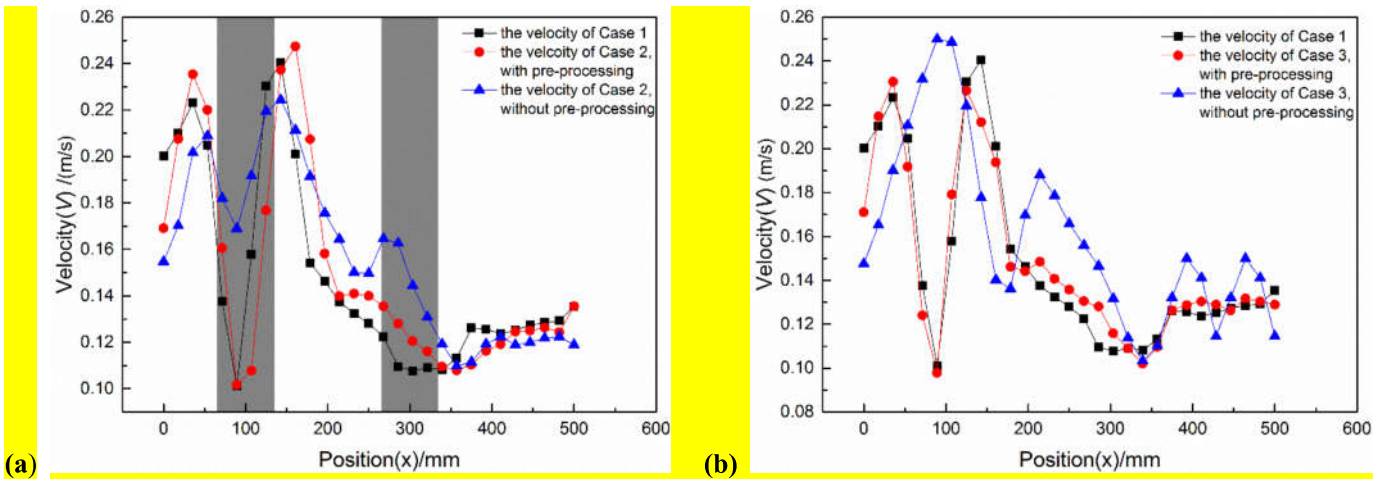 0.26
0.24
0.22
0.20
0.18
0.16
0.14
0.12
0.10
Velocity(V) /(m/s)
the velocity of Case 1
the velcoity of Case 2,
with pre-processing
the velocity of Case 2,
without pre-processing
0 100 200 300 400 500 600
Position(x)/mm
(a)
0.26
0.24
0.22
0.20
0.18
0.16
0.14
0.12
0.10
0.08
Velocity(V) (m/s)
the velocity of Case 1
the velocity of Case 3,
with pre-processing
the velocity of Case 3,
without pre-processing
0 100 200 300 400 500 600
Position(x)/mm
(b)